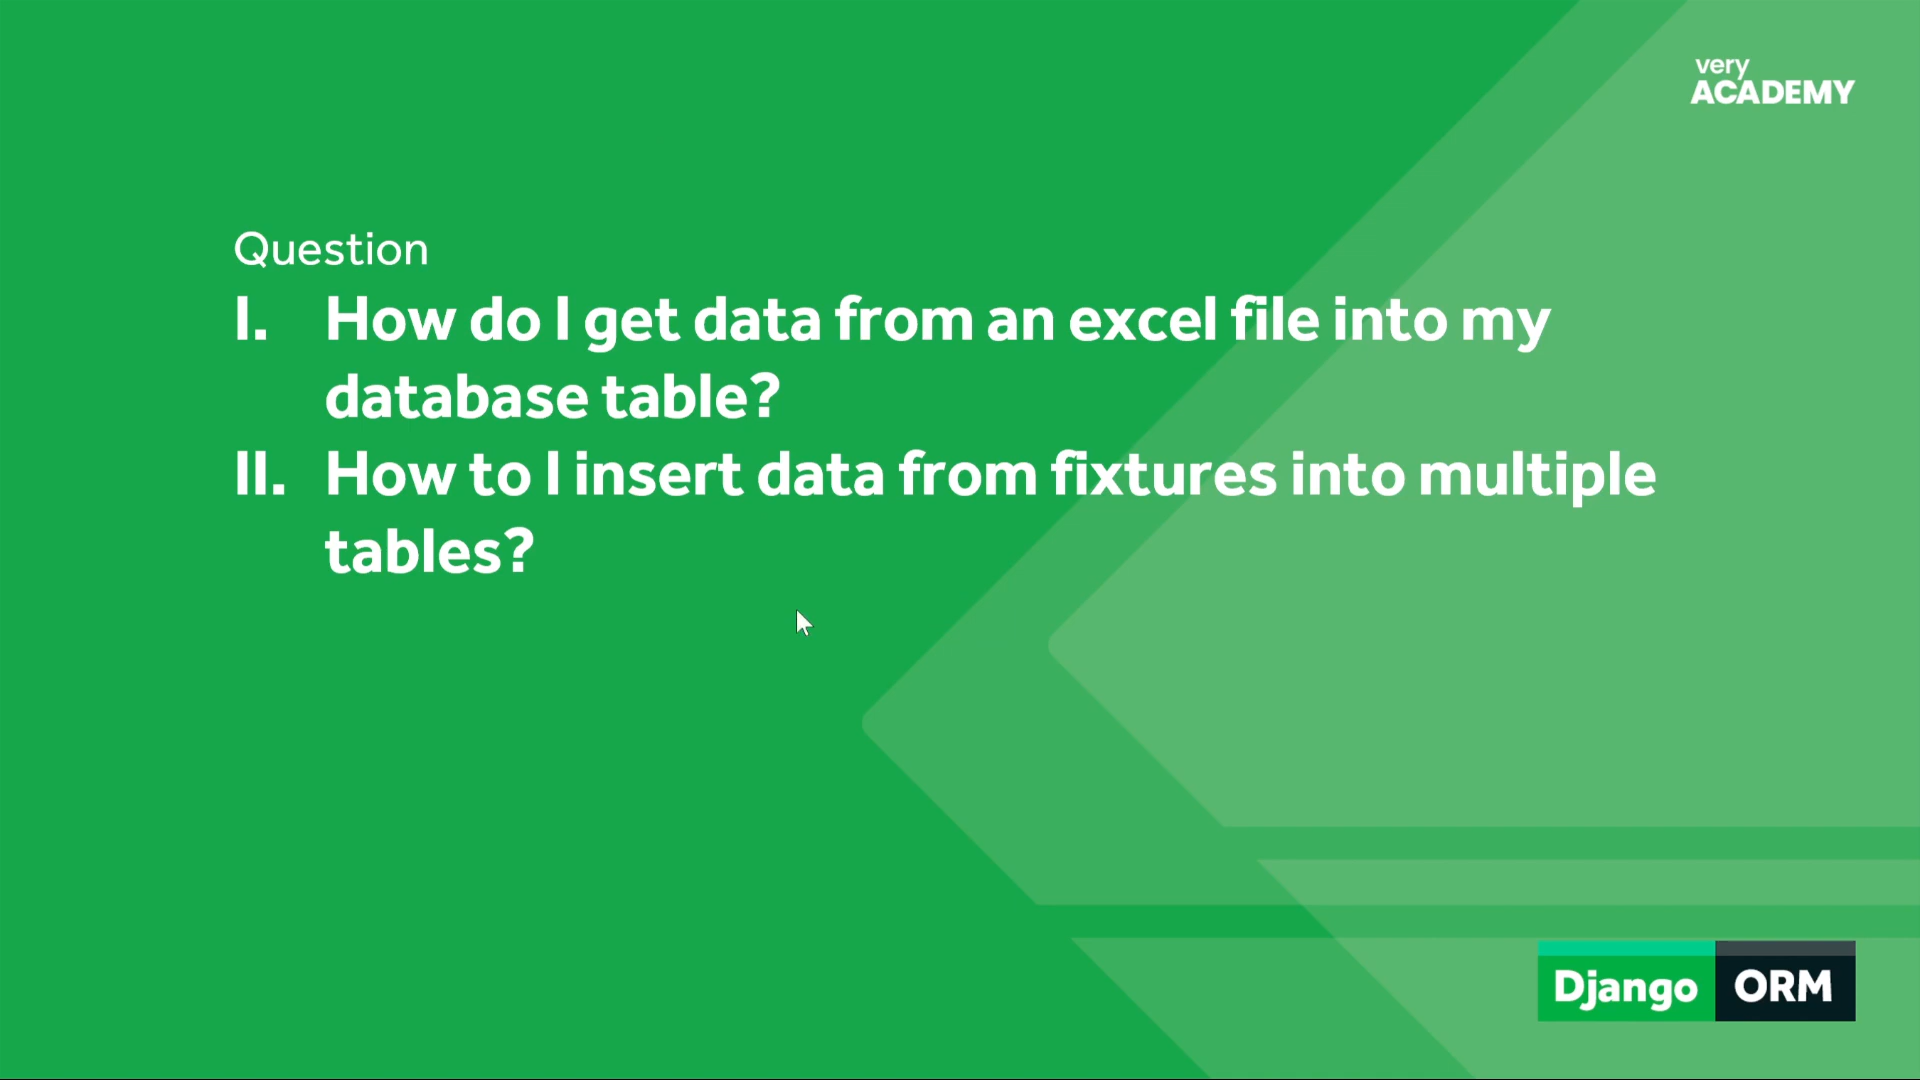 very
ACADEMY
Question
I. How do I get data from an excel file into my
database table?
II. How to I insert data from fixtures into multiple
tables?
Django ORM